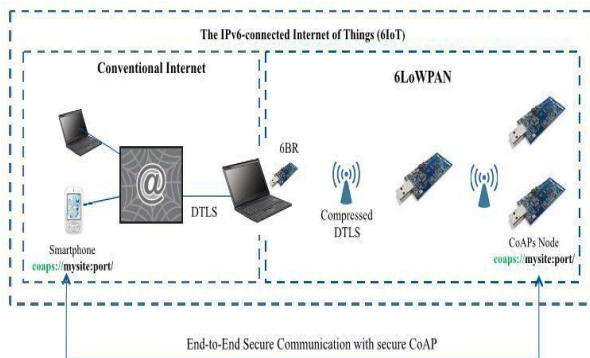 The IPv6-connected Internet of Things (6IoT)
Conventional Internet
6LoWPAN
@
6BR
DTLS
Compressed
DTLS
Smartphone
coaps://mysite:port/
CoAPs Node
coaps://mysite:port/
End-to-End Secure Communication with secure CoAP